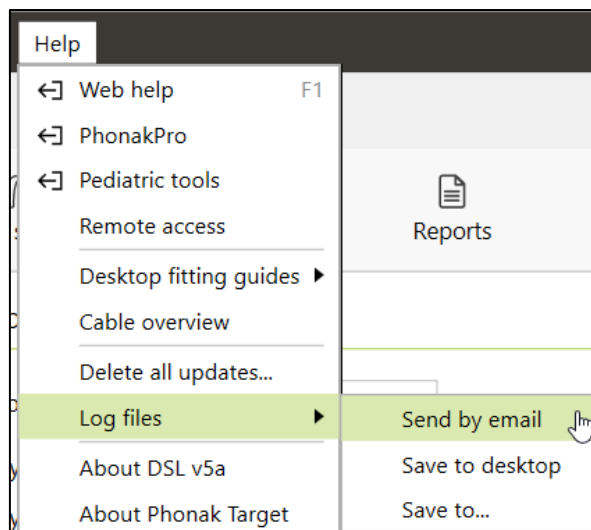 Help
Web help F1
PhonakPro
Pediatric tools
Remote access
Reports
Desktop fitting guides
Cable overview
Delete all updates...
Log files
Send by email
About DSL v5a
Save to desktop
About Phonak Target
Save to...